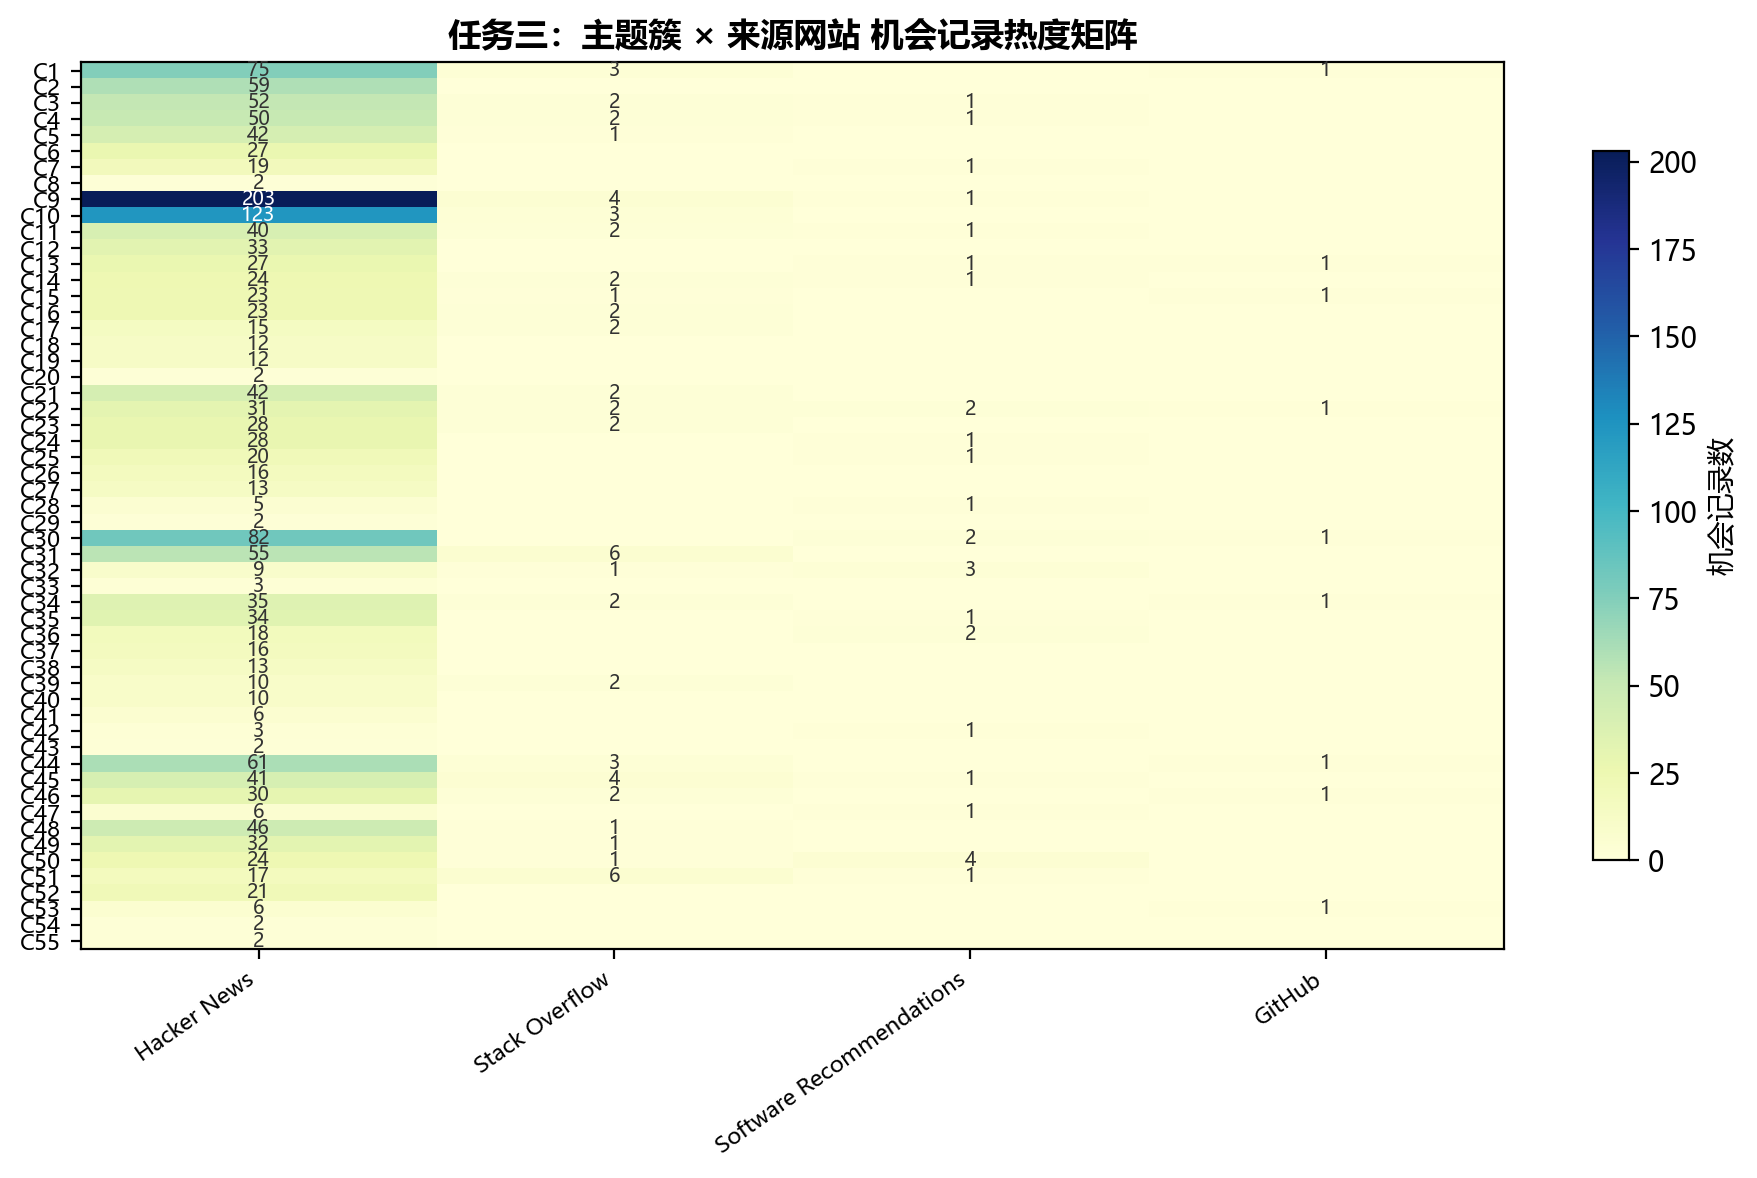 任务三：主题簇 × 来源网站 机会记录热度矩阵
C1 75 3 1
C2 59
C3 52 2 1
C4 50 2 1
C5 42 1
C6 27
C7 19 1
C8 2
C9 203 4 1
C10 123 3
C11 40 2 1
C12 33
C13 27 1 1
C14 24 2 1
C15 23 1 1
C16 23 2
C17 15 2
C18 12
C19 12
C20 2
C21 42 2
C22 31 2 2 1
C23 28 2
C24 28 1
C25 20 1
C26 16
C27 13
C28 5 1
C29 2
C30 82 2 1
C31 55 6
C32 9 1 3
C33 3
C34 35 2 1
C35 34 1
C36 18 2
C37 16
C38 13
C39 10 2
C40 10
C41 6
C42 3 1
C43 2
C44 61 3 1
C45 41 4 1
C46 30 2 1
C47 6 1
C48 46 1
C49 32 1
C50 24 1 4
C51 17 6 1
C52 21
C53 6 1
C54 2
C55 2
Hacker News
Stack Overflow
Software Recommendations
GitHub
200
175
150
125
100
75
50
25
0
机会记录数